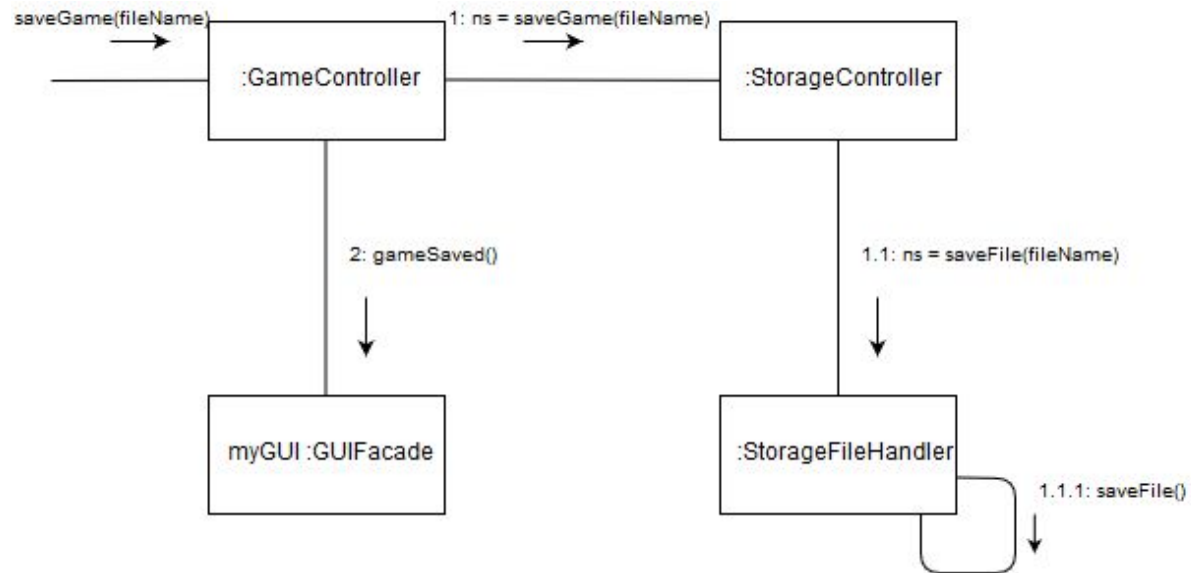 saveGame(fileName)
1: ns = saveGame(fileName)
:GameController
:StorageController
2: gameSaved()
1.1: ns = saveFile(fileName)
myGUI :GUIFacade
:StorageFileHandler
1.1.1: saveFile()